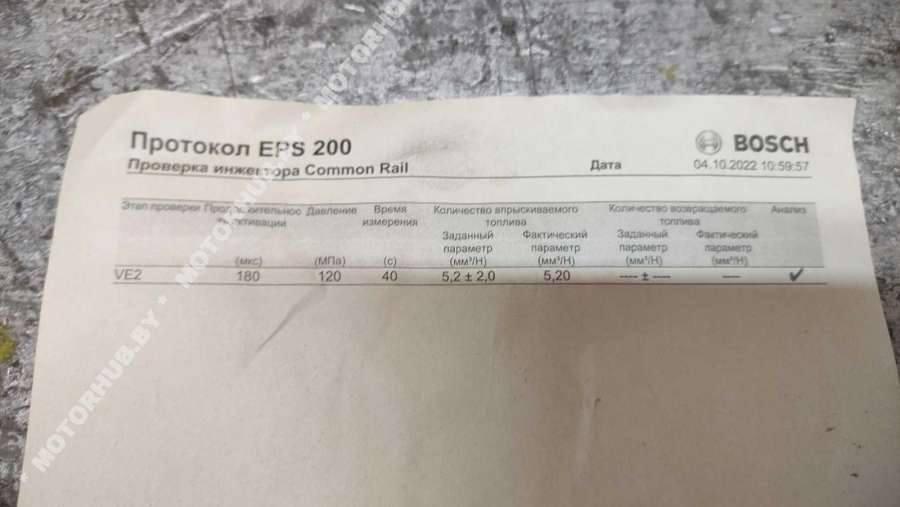 Протокол EPS 200
BOSCH
Проверка инжектора Common Rail
Дата
04.10.2022 10:59:57
Этап проверки
Давление
Время
Количество впрыскиваемого
Количество возвращаемого
Анализ
измерения
топлива
топлива
Заданный
Фактический
Заданный
Фактический
параметр
параметр
параметр
параметр
(мкс)
(МПа)
(с)
(мм³/H)
(мм³/H)
(мм³/H)
(мм³/H)
VE2
180
120
40
5,2 ± 2,0
5,20
---- ± ----
----
✓
* MOTORHUB.BY * MOTORHUB.BY * MOTORHUB